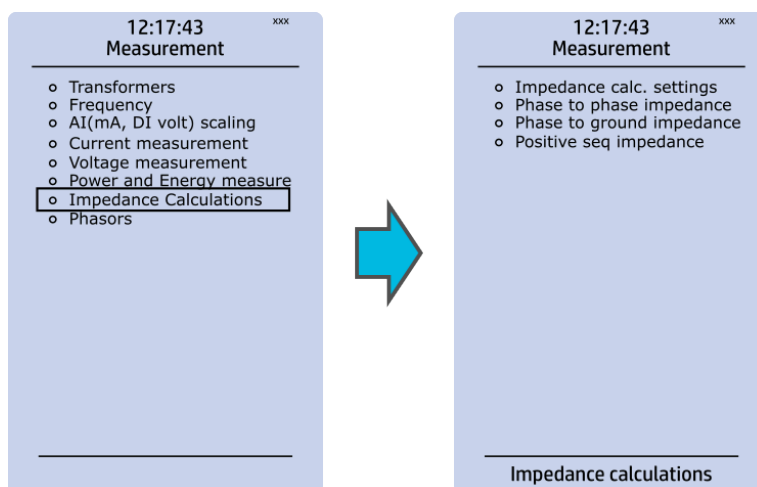 12:17:43 xxx
Measurement
Transformers
Frequency
AI(mA, DI volt) scaling
Current measurement
Voltage measurement
Power and Energy measure
Impedance Calculations
Phasors
12:17:43 xxx
Measurement
Impedance calc. settings
Phase to phase impedance
Phase to ground impedance
Positive seq impedance
Impedance calculations